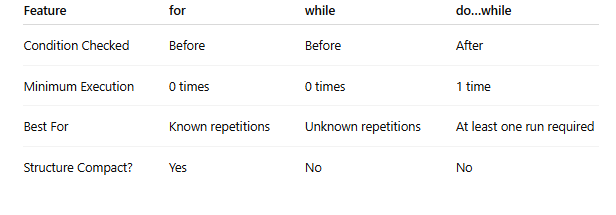 Feature for while do...while
Condition Checked Before Before After
Minimum Execution 0 times 0 times 1 time
Best For Known repetitions Unknown repetitions At least one run required
Structure Compact? Yes No No